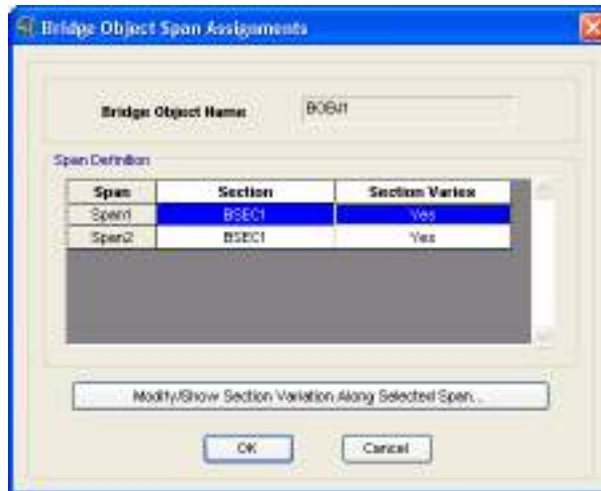 Bridge Object Span Assignments
Bridge Object Name BOBJ1
Span Definition
Span Section Section Varies
Span1 BSEC1 Yes
Span2 BSEC1 Yes
Modify/Show Section Variation Along Selected Span...
OK Cancel